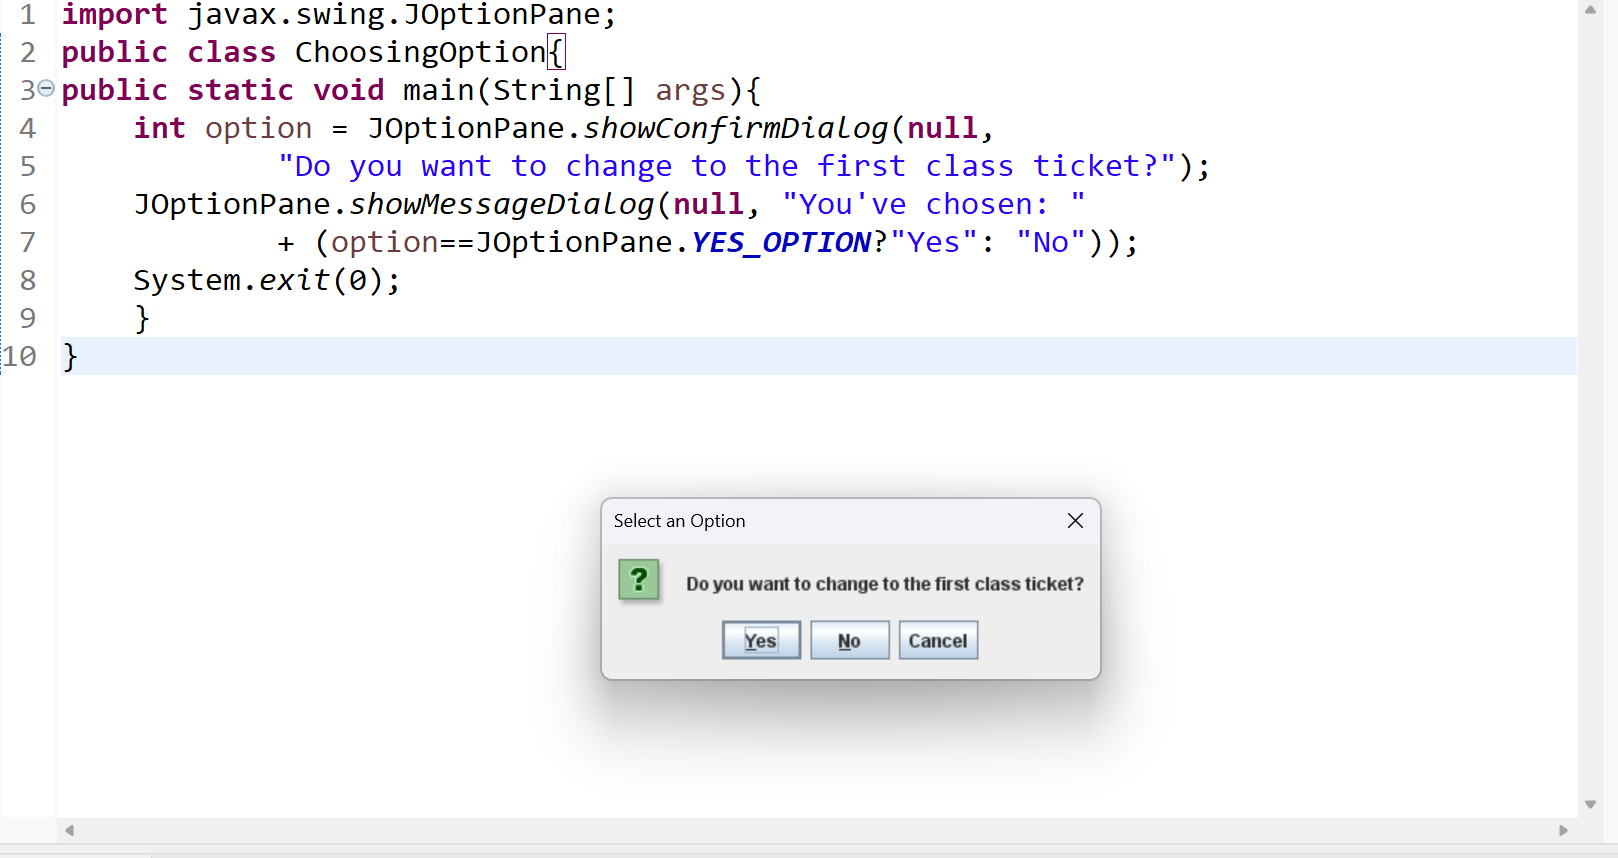 1 import javax.swing.JOptionPane;
2 public class ChoosingOption{
3 public static void main(String[] args){
4     int option = JOptionPane.showConfirmDialog(null,
5             "Do you want to change to the first class ticket?");
6     JOptionPane.showMessageDialog(null, "You've chosen: "
7             + (option==JOptionPane.YES_OPTION?"Yes": "No"));
8     System.exit(0);
9     }
10 }
Select an Option
? Do you want to change to the first class ticket?
Yes No Cancel